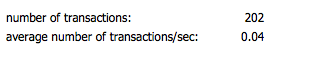 number of transactions: 202
average number of transactions/sec: 0.04